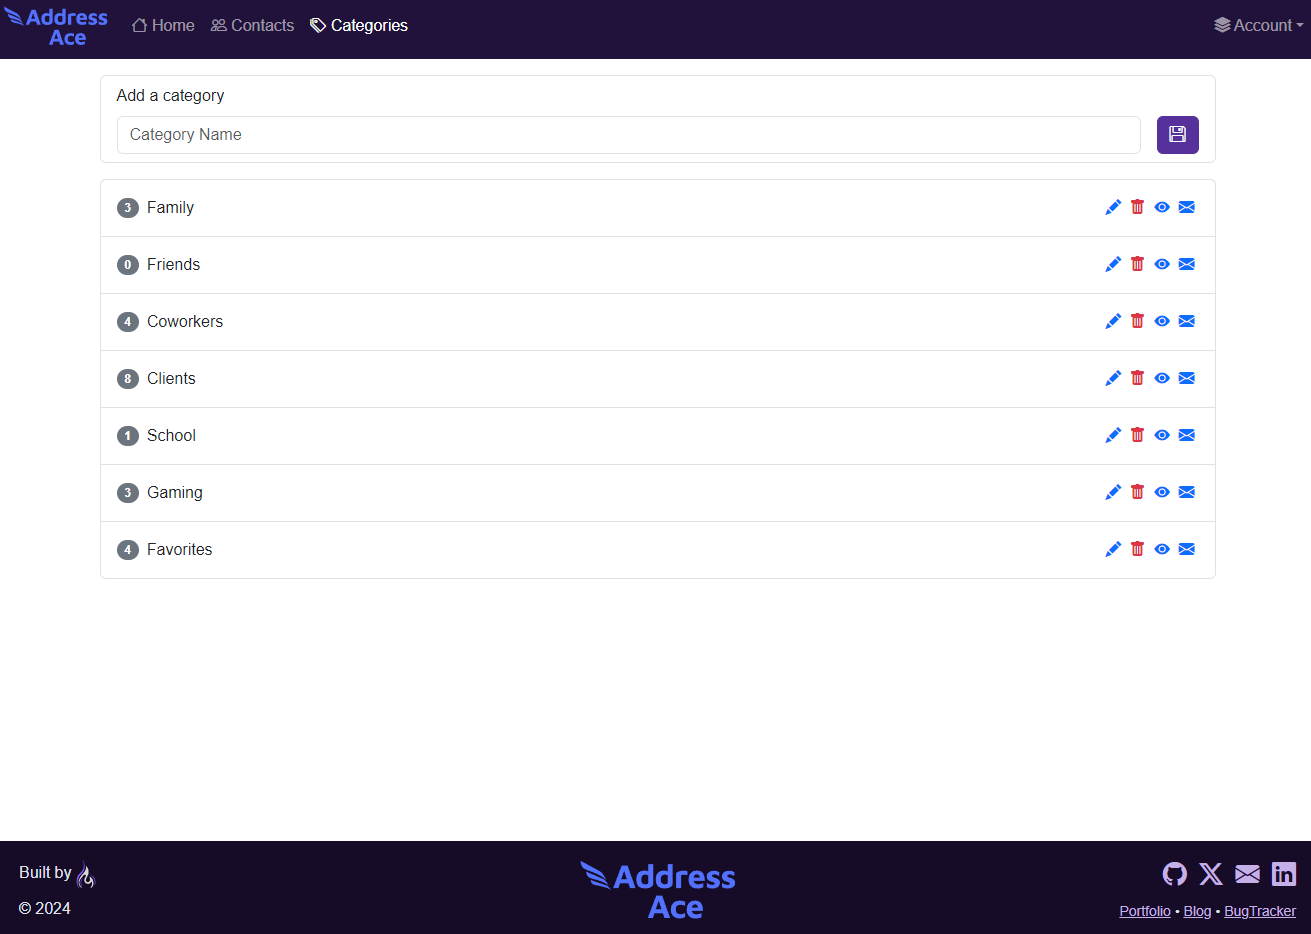 Address
Ace
Home Contacts Categories Account
Add a category
Category Name
3 Family
0 Friends
4 Coworkers
8 Clients
1 School
3 Gaming
4 Favorites
Built by
© 2024
Address
Ace
Portfolio • Blog • BugTracker